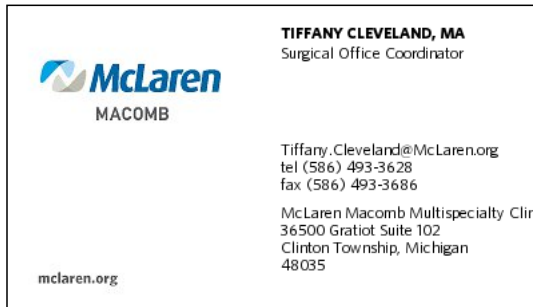 TIFFANY CLEVELAND, MA
Surgical Office Coordinator
McLaren
MACOMB
Tiffany.Cleveland@McLaren.org
tel (586) 493-3628
fax (586) 493-3686
McLaren Macomb Multispecialty Clin
36500 Gratiot Suite 102
Clinton Township, Michigan
48035
mclaren.org